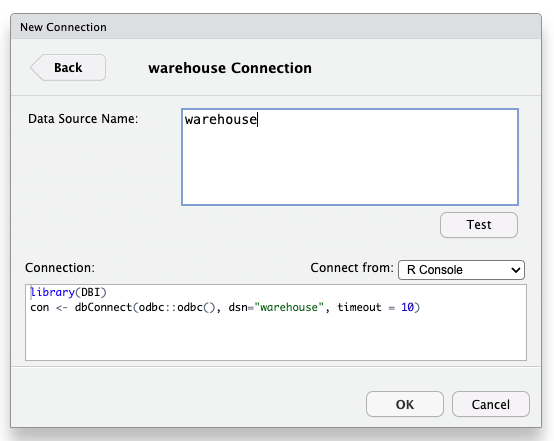 New Connection
Back
warehouse Connection
Data Source Name:
warehouse
Test
Connection:
Connect from: R Console
library(DBI)
con <- dbConnect(odbc::odbc(), dsn="warehouse", timeout = 10)
OK
Cancel